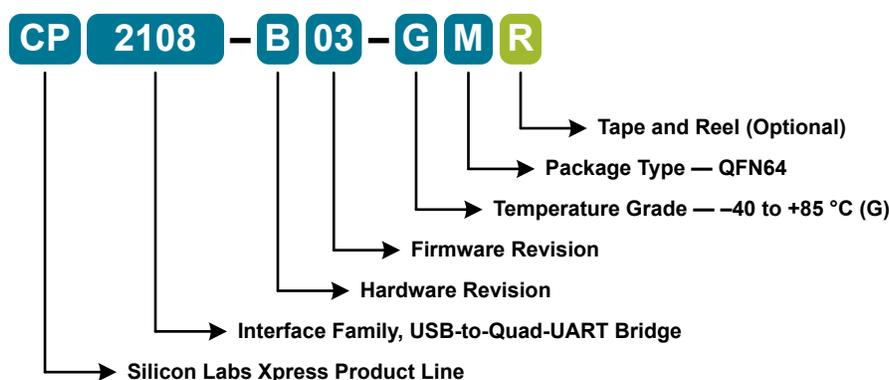 CP 2108 – B 03 – G M R
Tape and Reel (Optional)
Package Type — QFN64
Temperature Grade — –40 to +85 °C (G)
Firmware Revision
Hardware Revision
Interface Family, USB-to-Quad-UART Bridge
Silicon Labs Xpress Product Line